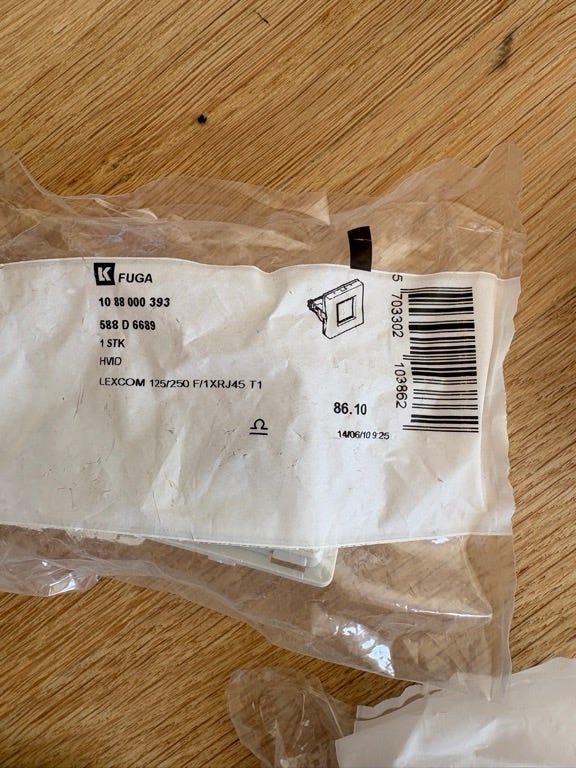 K FUGA
10 88 000 393
588 D 6689
1 STK
HVID
LEXCOM 125/250 F/1XRJ45 T1
86.10
14/06/10 9:25
5 703302 103862